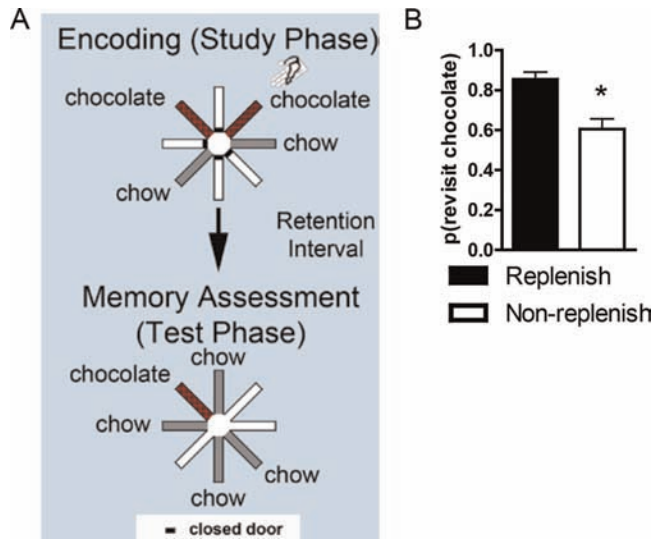 A
Encoding (Study Phase)
chocolate
chocolate
chow
chow
Retention
Interval
Memory Assessment
(Test Phase)
chow
chocolate
chow
chow
chow
closed door
B
p(revisit chocolate)
1.0
0.8
0.6
0.4
0.2
0.0
*
Replenish
Non-replenish